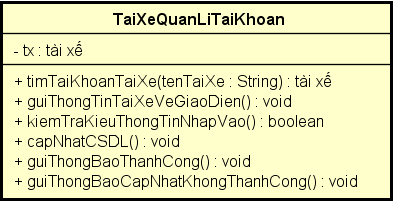 TaiXeQuanLiTaiKhoan
- tx : tài xế
+ timTaiKhoanTaiXe(tenTaiXe : String) : tài xế
+ guiThongTinTaiXeVeGiaoDien() : void
+ kiemTraKieuThongTinNhapVao() : boolean
+ capNhatCSDL() : void
+ guiThongBaoThanhCong() : void
+ guiThongBaoCapNhatKhongThanhCong() : void